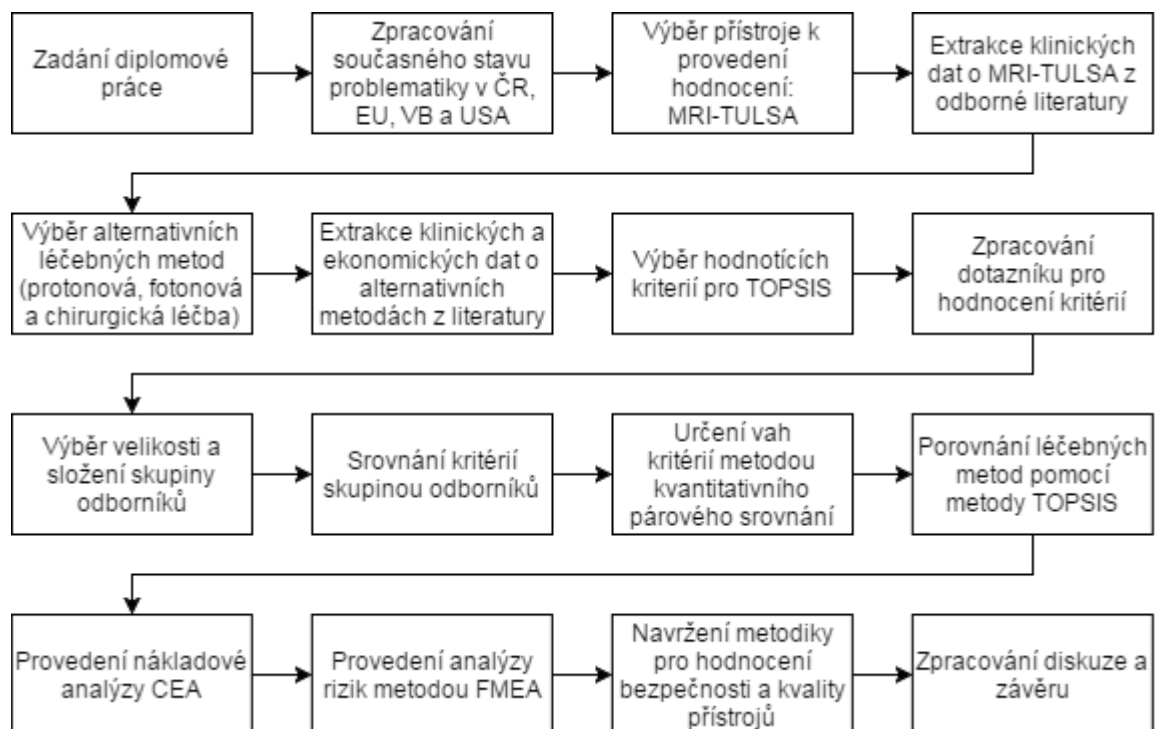 Zadání diplomové
práce
Zpracování
současného stavu
problematiky v ČR,
EU, VB a USA
Výběr přístroje k
provedení
hodnocení:
MRI-TULSA
Extrakce klinických
dat o MRI-TULSA z
odborné literatury
Výběr alternativních
léčebných metod
(protonová, fotonová
a chirurgická léčba)
Extrakce klinických a
ekonomických dat o
alternativních
metodách z literatury
Výběr hodnotících
kriterií pro TOPSIS
Zpracování
dotazníku pro
hodnocení kritérií
Výběr velikosti a
složení skupiny
odborníků
Srovnání kritérií
skupinou odborníků
Určení vah
kritérií metodou
kvantitativního
párového srovnání
Porovnání léčebných
metod pomocí
metody TOPSIS
Provedení nákladové
analýzy CEA
Provedení analýzy
rizik metodou FMEA
Navržení metodiky
pro hodnocení
bezpečnosti a kvality
přístrojů
Zpracování diskuze a
závěru